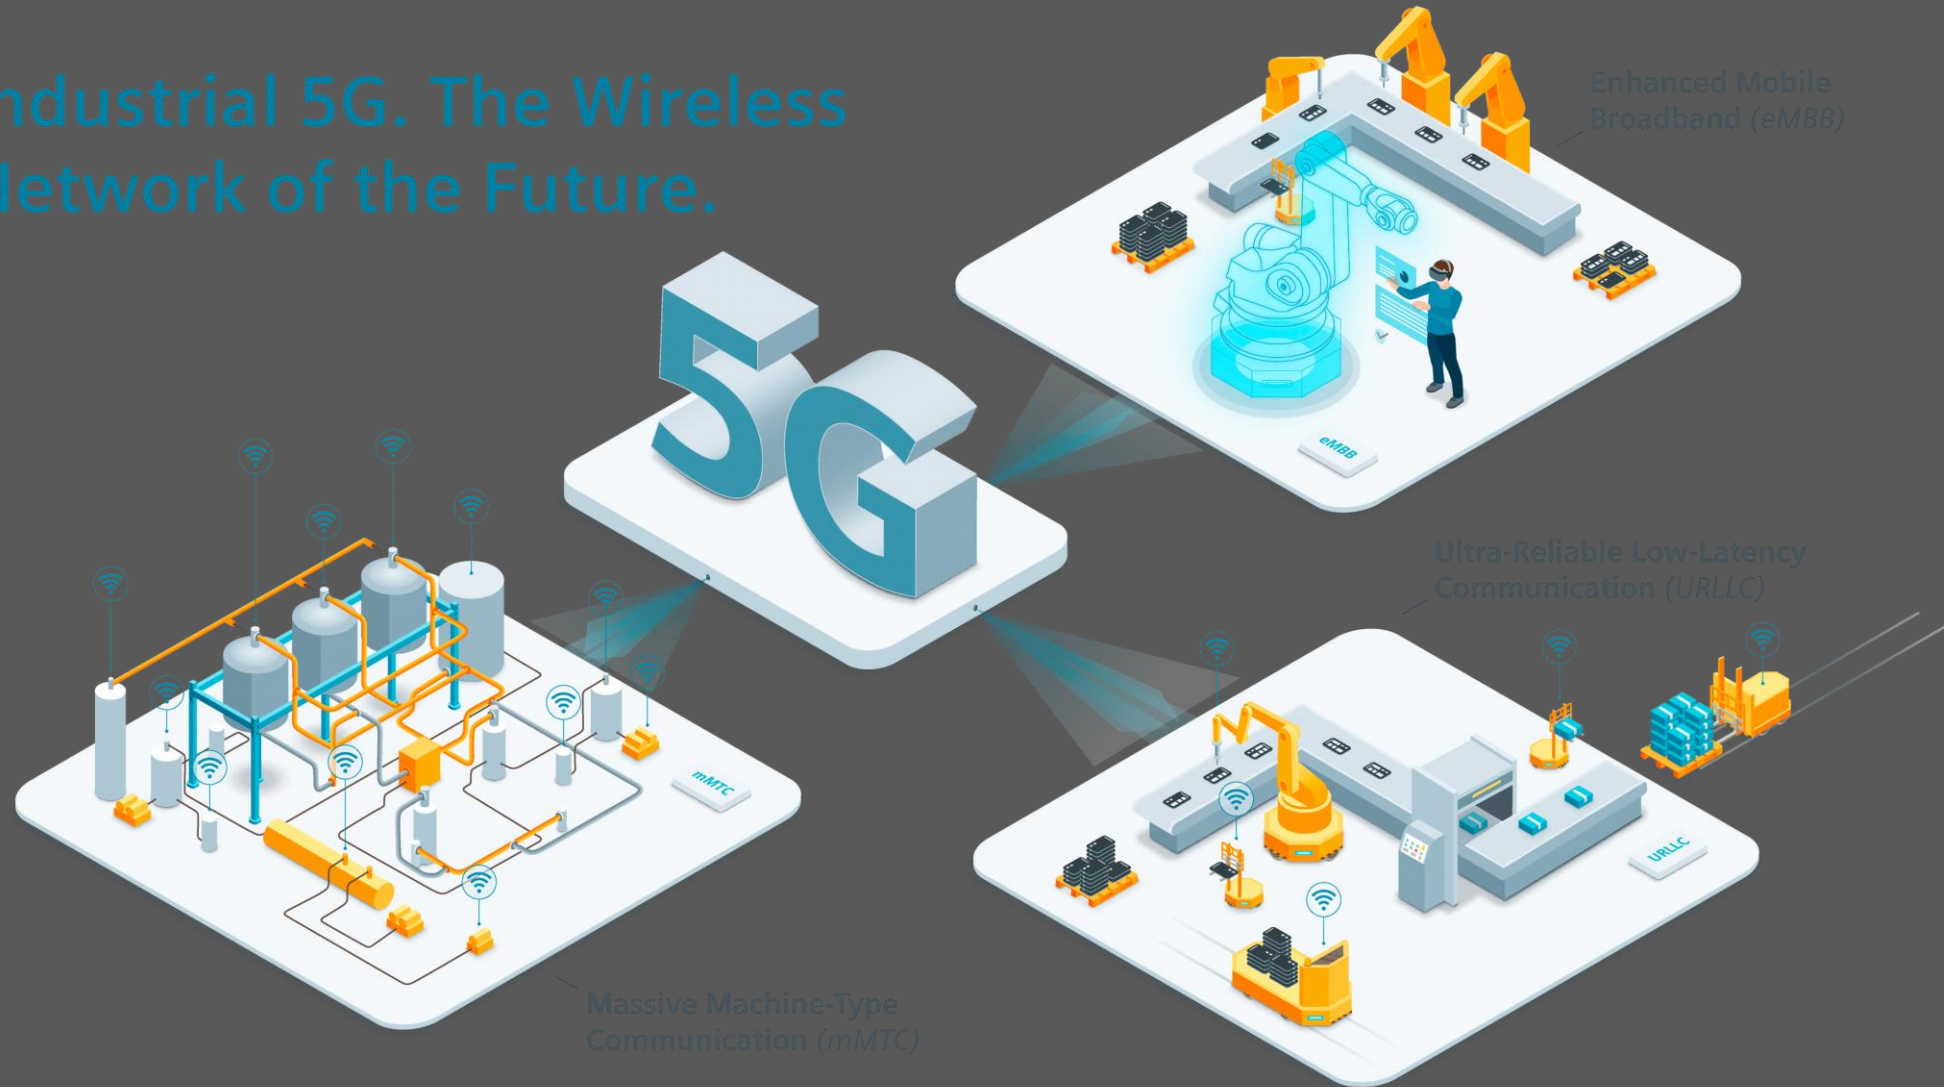 ndustrial 5G. The Wireless
etwork of the Future.
Enhanced Mobile
Broadband (eMBB)
5G
eMBB
Ultra-Reliable Low-Latency
Communication (URLLC)
mMTC
URLLC
Massive Machine-Type
Communication (mMTC)